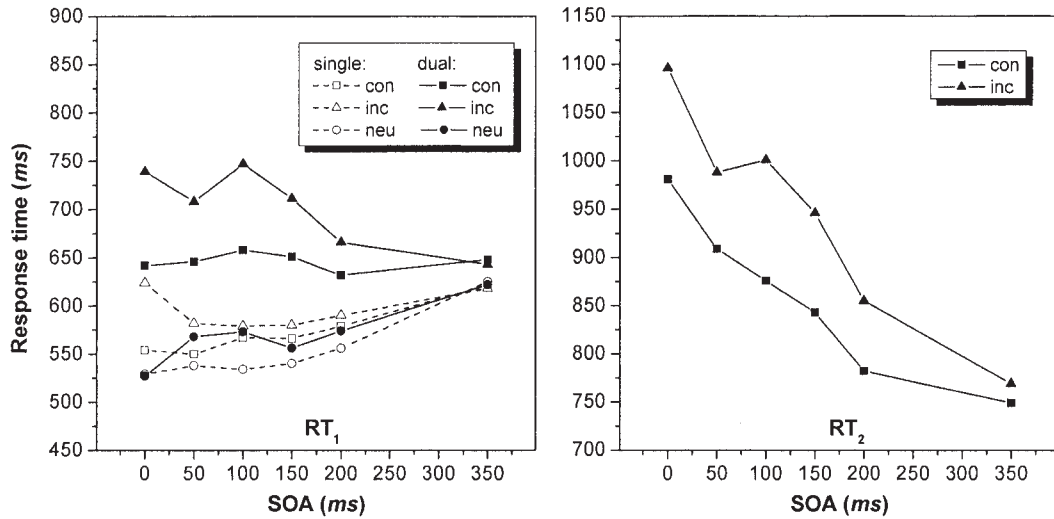 Response time (ms)
900
850
800
750
700
650
600
550
500
450
single: dual:
con con
inc inc
neu neu
RT1
0 50 100 150 200 250 300 350
SOA (ms)
1150
1100
1050
1000
950
900
850
800
750
700
con
inc
RT2
0 50 100 150 200 250 300 350
SOA (ms)